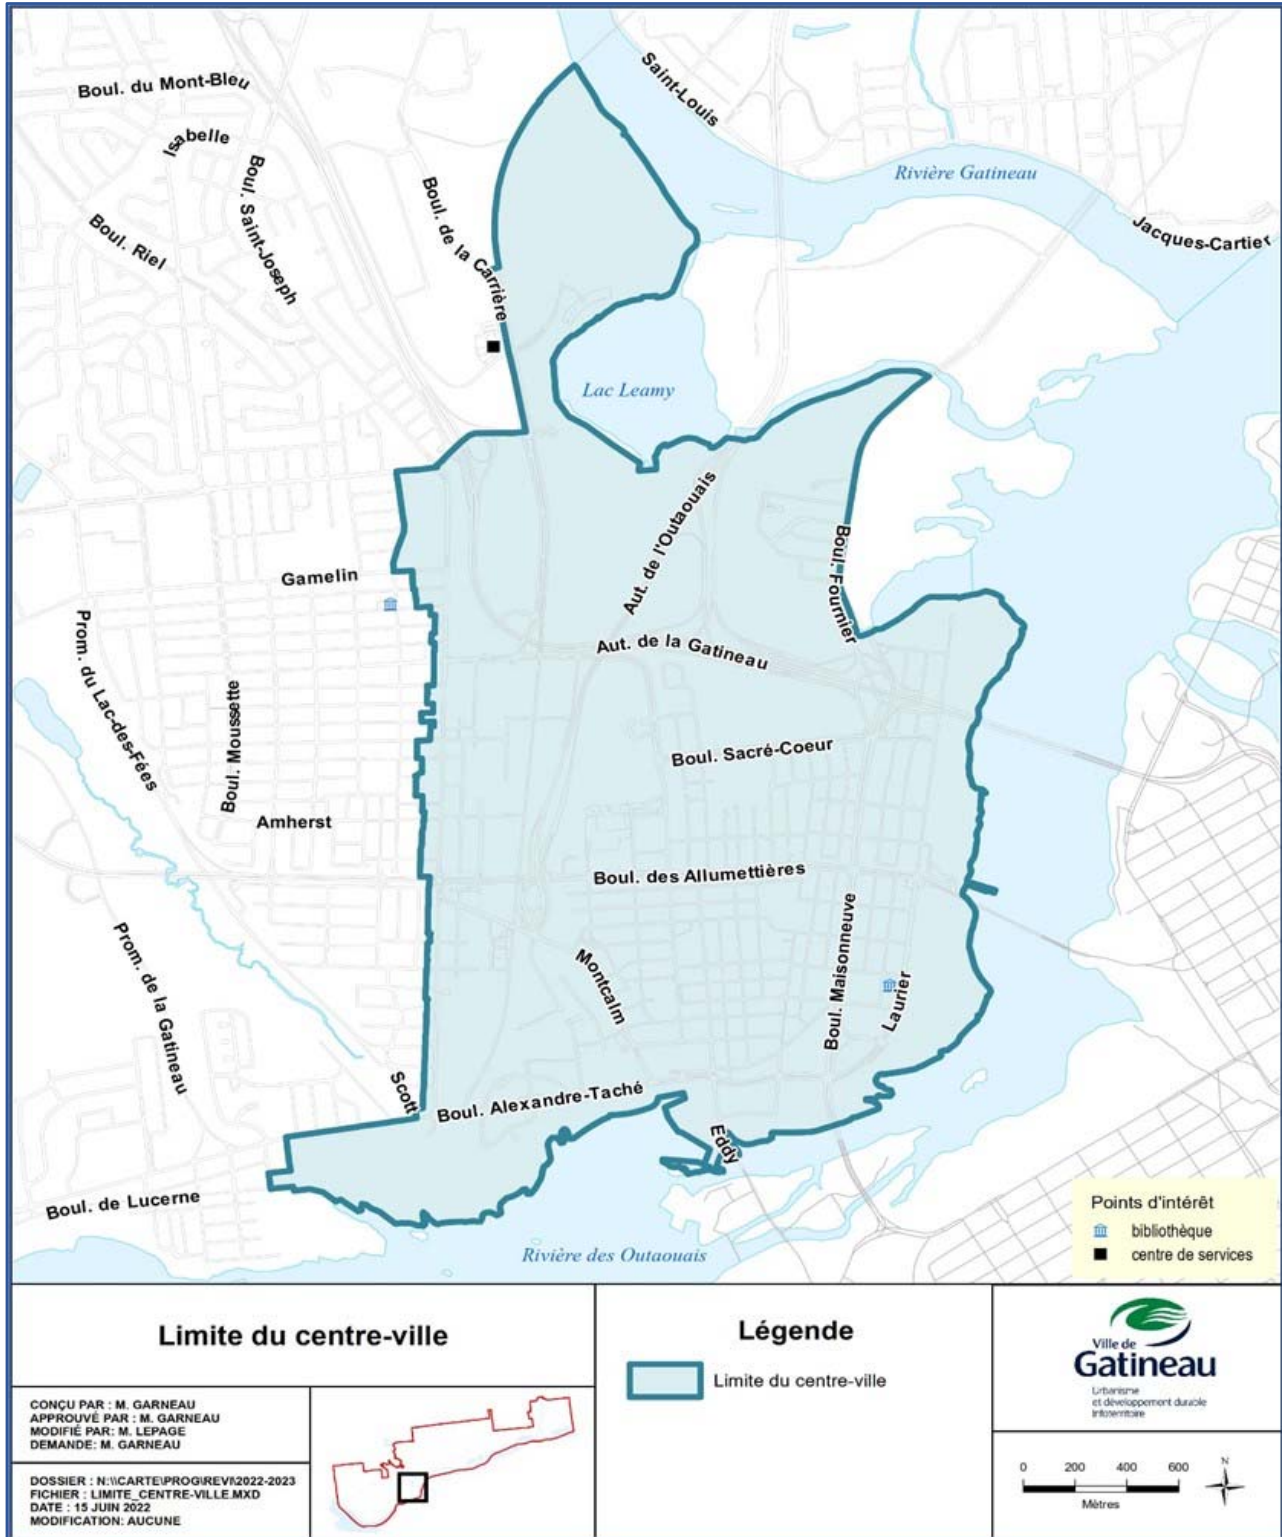 Boul. du Mont-Bleu
Saint-Louis
Isabelle
Boul. Saint-Joseph
Rivière Gatineau
Boul. de la Carrière
Boul. Riel
Jacques-Cartier
Lac Leamy
Aut. de l'Outaouais
Boul. Fournier
Gamelin
Aut. de la Gatineau
Prom. du Lac-des-Fées
Boul. Moussette
Boul. Sacré-Coeur
Amherst
Boul. des Allumettières
Boul. Maisonneuve
Prom. de la Gatineau
Montcalm
Laurier
Scott
Boul. Alexandre-Taché
Eddy
Boul. de Lucerne
Rivière des Outaouais
Points d'intérêt
bibliothèque
centre de services
Limite du centre-ville
Légende
Limite du centre-ville
Ville de
Gatineau
Urbanisme
et développement durable
Infoterritoire
CONÇU PAR : M. GARNEAU
APPROUVÉ PAR : M. GARNEAU
MODIFIÉ PAR: M. LEPAGE
DEMANDE: M. GARNEAU
DOSSIER : N:\\CARTE\PROG\REVI\2022-2023
FICHIER : LIMITE_CENTRE-VILLE.MXD
DATE : 15 JUIN 2022
MODIFICATION: AUCUNE
0 200 400 600
Mètres
N